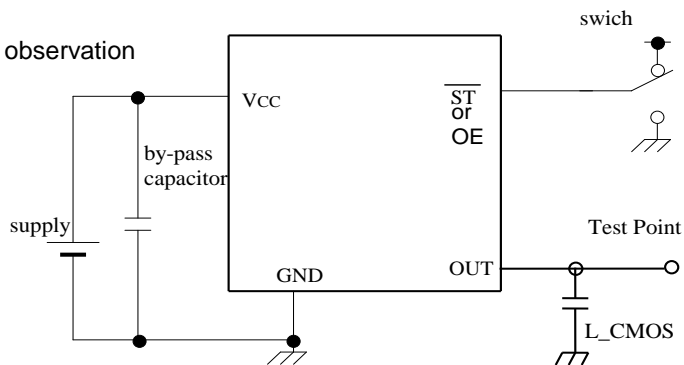 swich
observation
VCC
ST
or
OE
by-pass
capacitor
supply
Test Point
GND
OUT
L_CMOS